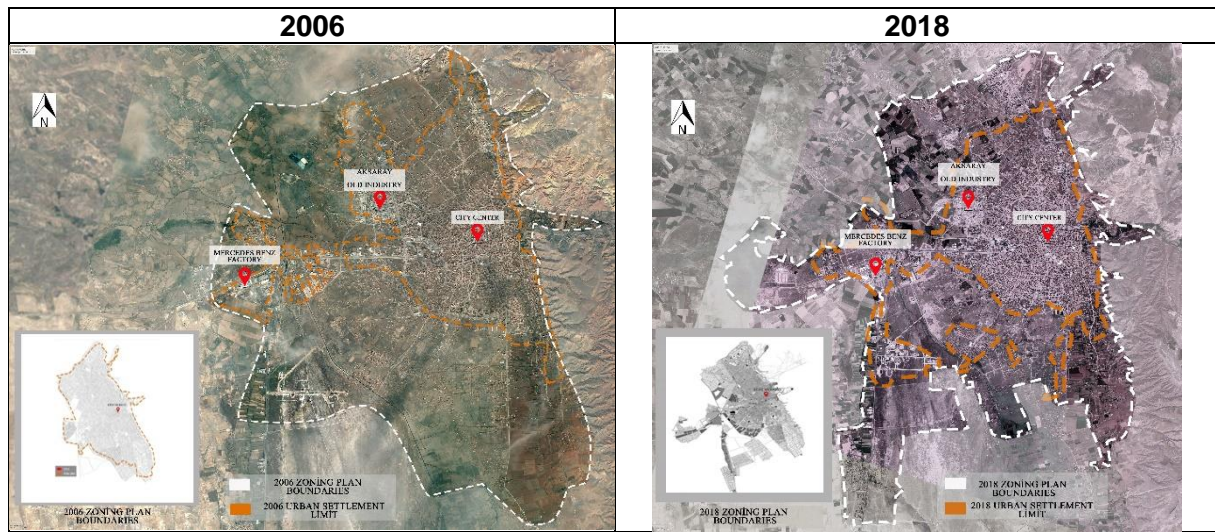 2006
2018
N
AKSARAY
OLD INDUSTRY
CITY CENTER
MERCEDES BENZ
FACTORY
2006 ZONING PLAN
BOUNDARIES
2006 ZONING PLAN
BOUNDARIES
2006 URBAN SETTLEMENT
LIMIT
N
AKSARAY
OLD INDUSTRY
CITY CENTER
MERCEDES BENZ
FACTORY
2018 ZONING PLAN
BOUNDARIES
2018 ZONING PLAN
BOUNDARIES
2018 URBAN SETTLEMENT
LIMIT